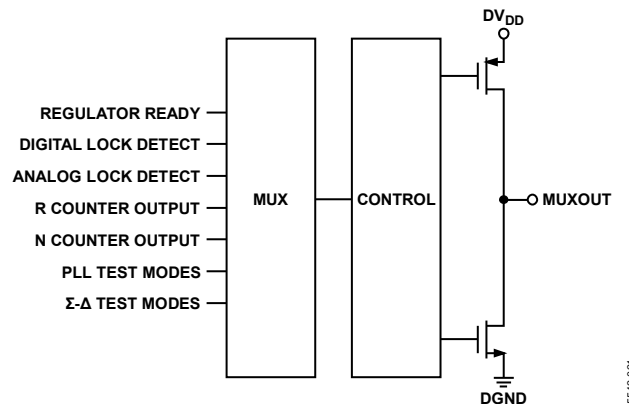 DVDD
REGULATOR READY
DIGITAL LOCK DETECT
ANALOG LOCK DETECT
R COUNTER OUTPUT
N COUNTER OUTPUT
PLL TEST MODES
Σ-Δ TEST MODES
MUX
CONTROL
MUXOUT
DGND